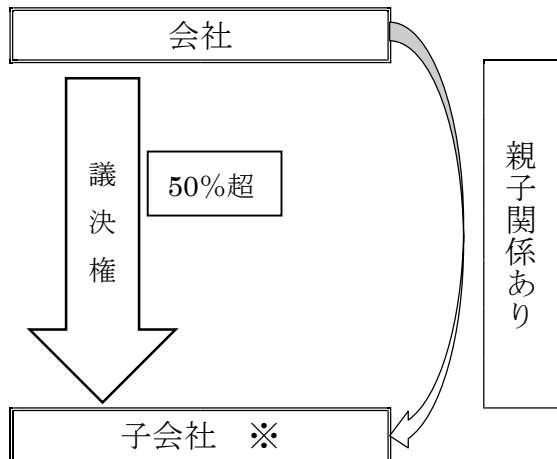 会社
議決権
50%超
親子関係あり
子会社 ※